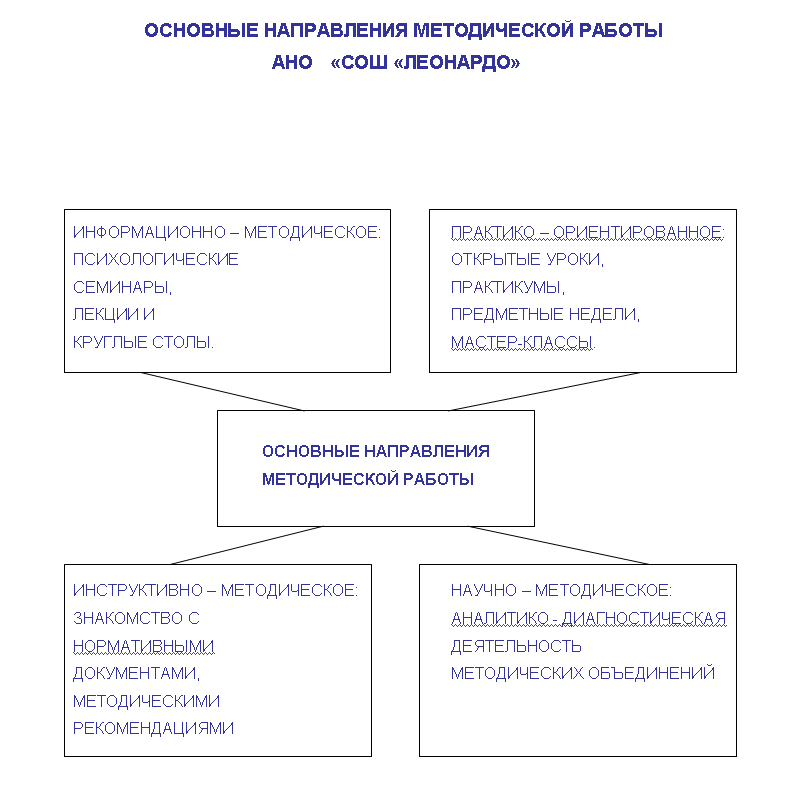 ОСНОВНЫЕ НАПРАВЛЕНИЯ МЕТОДИЧЕСКОЙ РАБОТЫ
АНО «СОШ «ЛЕОНАРДО»
ИНФОРМАЦИОННО – МЕТОДИЧЕСКОЕ:
ПСИХОЛОГИЧЕСКИЕ
СЕМИНАРЫ,
ЛЕКЦИИ И
КРУГЛЫЕ СТОЛЫ.
ПРАКТИКО – ОРИЕНТИРОВАННОЕ:
ОТКРЫТЫЕ УРОКИ,
ПРАКТИКУМЫ,
ПРЕДМЕТНЫЕ НЕДЕЛИ,
МАСТЕР-КЛАССЫ.
ОСНОВНЫЕ НАПРАВЛЕНИЯ
МЕТОДИЧЕСКОЙ РАБОТЫ
ИНСТРУКТИВНО – МЕТОДИЧЕСКОЕ:
ЗНАКОМСТВО С
НОРМАТИВНЫМИ
ДОКУМЕНТАМИ,
МЕТОДИЧЕСКИМИ
РЕКОМЕНДАЦИЯМИ
НАУЧНО – МЕТОДИЧЕСКОЕ:
АНАЛИТИКО - ДИАГНОСТИЧЕСКАЯ
ДЕЯТЕЛЬНОСТЬ
МЕТОДИЧЕСКИХ ОБЪЕДИНЕНИЙ